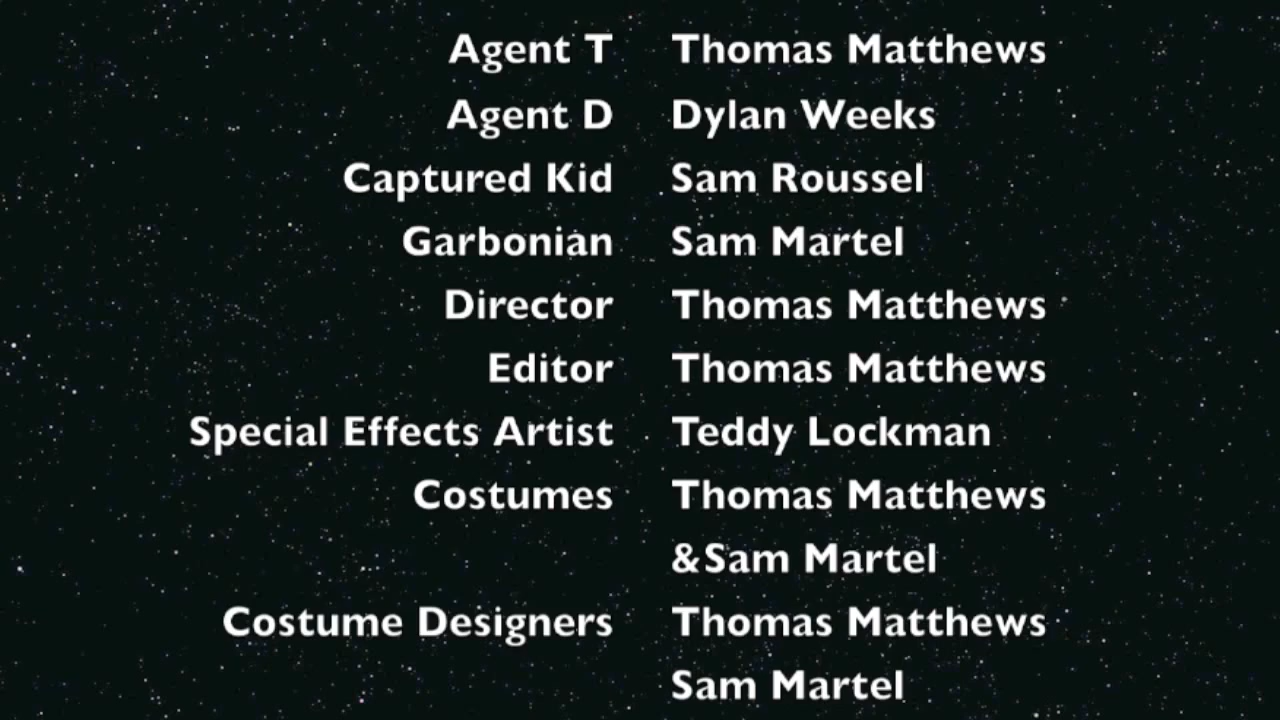 Agent T Thomas Matthews
Agent D Dylan Weeks
Captured Kid Sam Roussel
Garbonian Sam Martel
Director Thomas Matthews
Editor Thomas Matthews
Special Effects Artist Teddy Lockman
Costumes Thomas Matthews
&Sam Martel
Costume Designers Thomas Matthews
Sam Martel